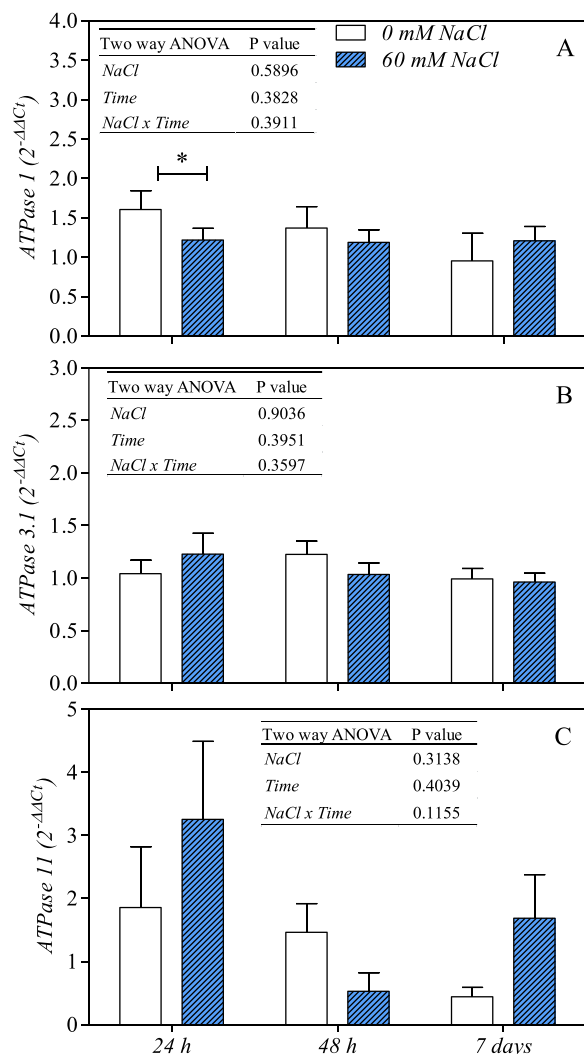 0 mM NaCl
60 mM NaCl
A
Two way ANOVA P value
NaCl 0.5896
Time 0.3828
NaCl x Time 0.3911
*
ATPase 1 (2^-ΔΔCt)
4.0
3.5
3.0
2.5
2.0
1.5
1.0
0.5
0.0
B
Two way ANOVA P value
NaCl 0.9036
Time 0.3951
NaCl x Time 0.3597
ATPase 3.1 (2^-ΔΔCt)
3.0
2.5
2.0
1.5
1.0
0.5
0.0
C
Two way ANOVA P value
NaCl 0.3138
Time 0.4039
NaCl x Time 0.1155
ATPase 11 (2^-ΔΔCt)
5
4
3
2
1
0
24 h 48 h 7 days